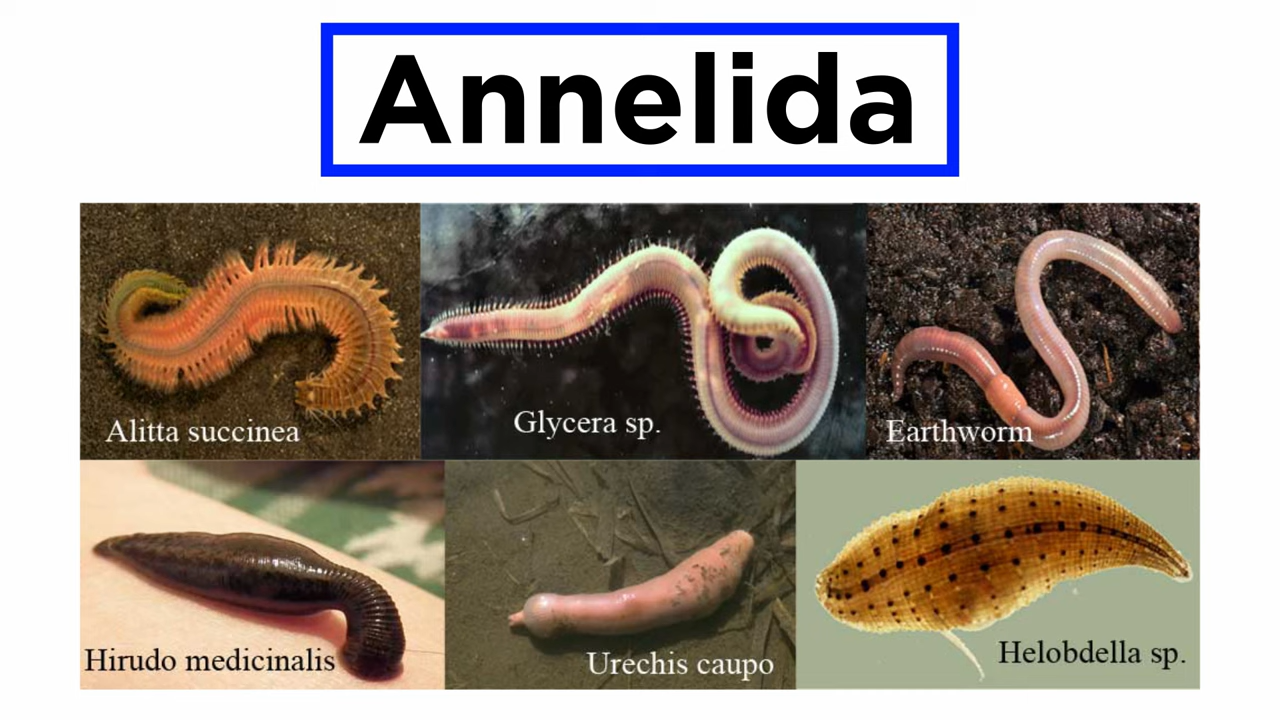 Annelida
Alitta succinea
Glycera sp.
Earthworm
Hirudo medicinalis
Urechis caupo
Helobdella sp.